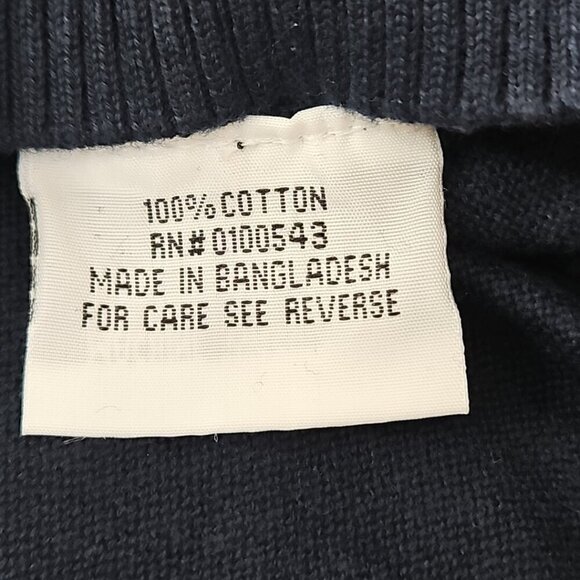 100% COTTON
RN# 0100543
MADE IN BANGLADESH
FOR CARE SEE REVERSE